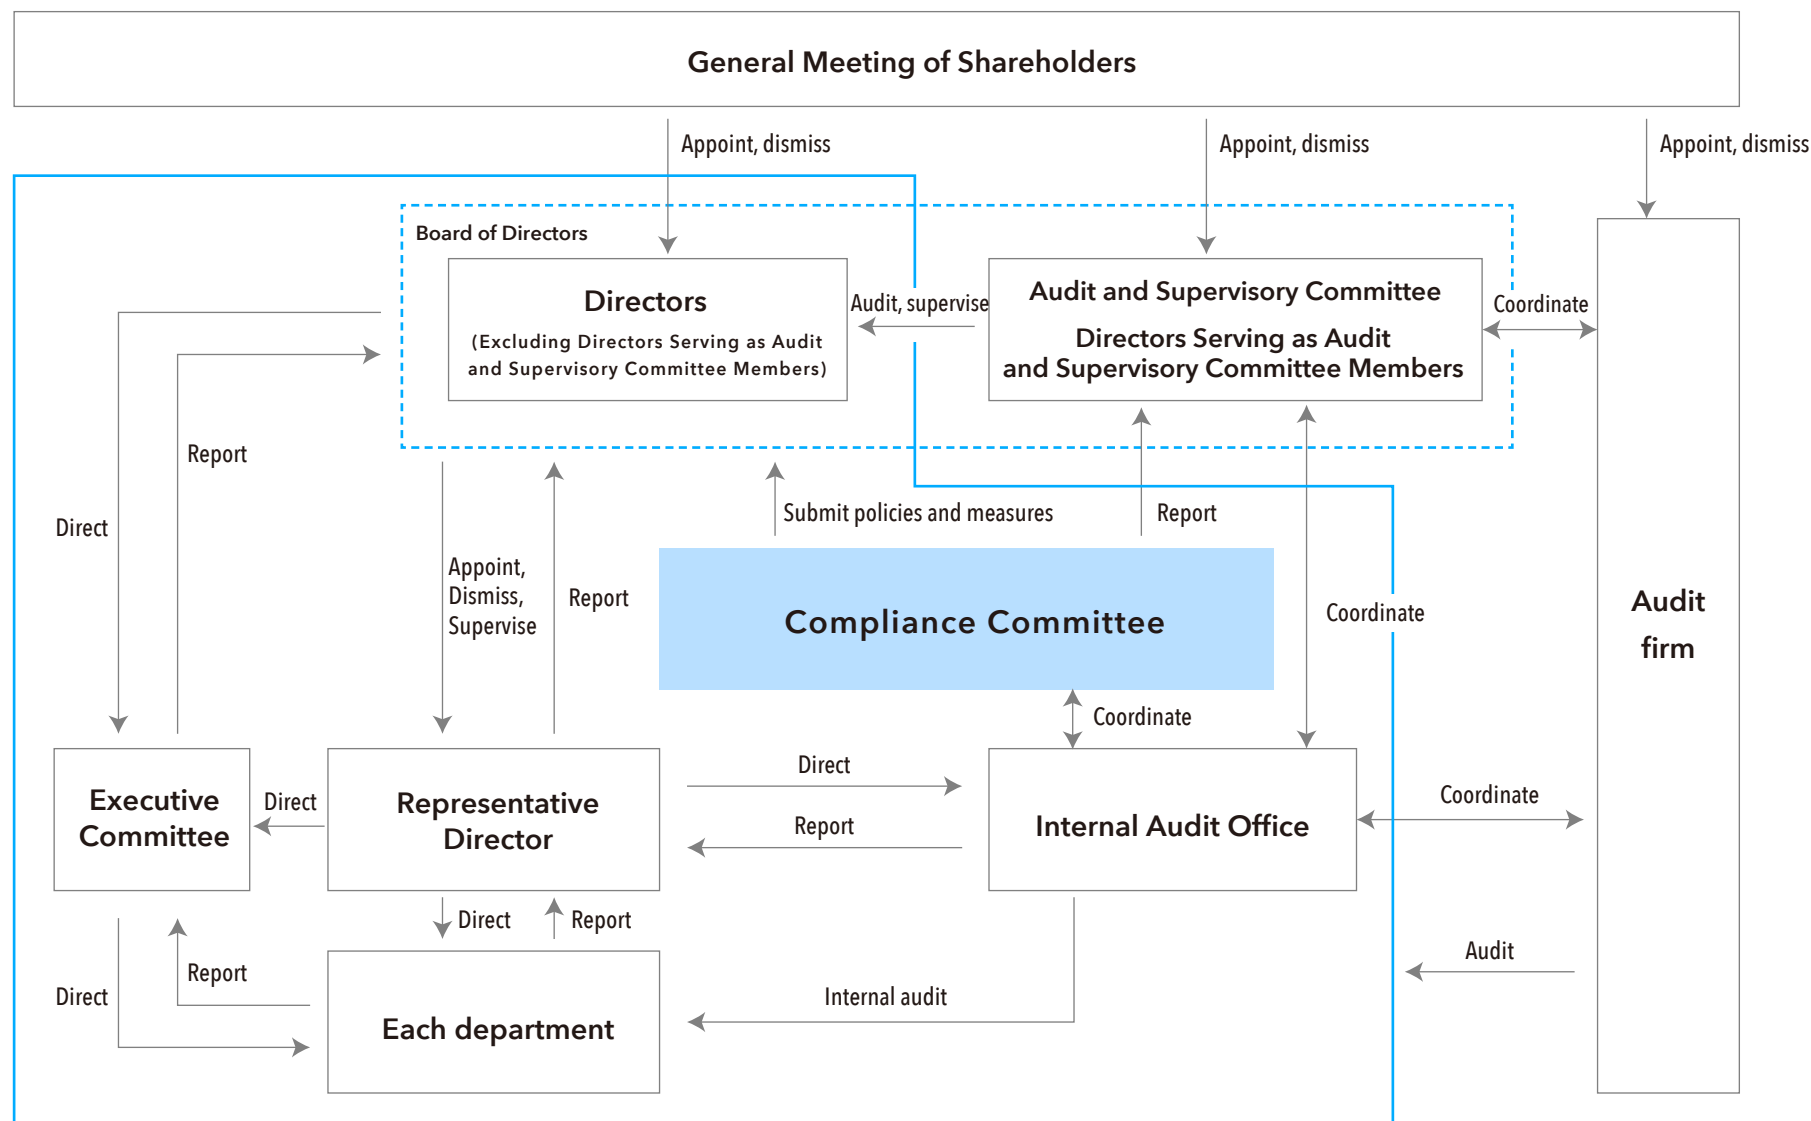 General Meeting of Shareholders
Appoint, dismiss
Appoint, dismiss
Appoint, dismiss
Board of Directors
Directors
(Excluding Directors Serving as Audit
and Supervisory Committee Members)
Audit, supervise
Audit and Supervisory Committee
Directors Serving as Audit
and Supervisory Committee Members
Coordinate
Report
Direct
Submit policies and measures
Report
Appoint,
Dismiss,
Supervise
Report
Compliance Committee
Coordinate
Audit
firm
Coordinate
Executive
Committee
Direct
Representative
Director
Direct
Report
Internal Audit Office
Coordinate
Direct
Report
Audit
Report
Direct
Each department
Internal audit